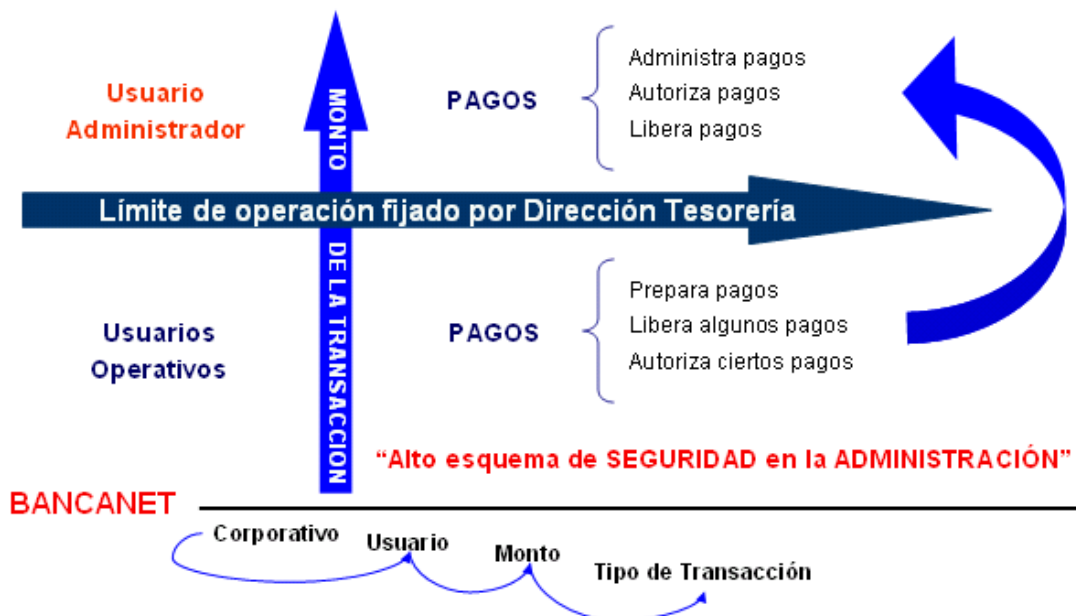 Usuario
Administrador
MONTO DE LA TRANSACCION
PAGOS
Administra pagos
Autoriza pagos
Libera pagos
Límite de operación fijado por Dirección Tesorería
Usuarios
Operativos
PAGOS
Prepara pagos
Libera algunos pagos
Autoriza ciertos pagos
“Alto esquema de SEGURIDAD en la ADMINISTRACIÓN”
BANCANET
Corporativo
Usuario
Monto
Tipo de Transacción